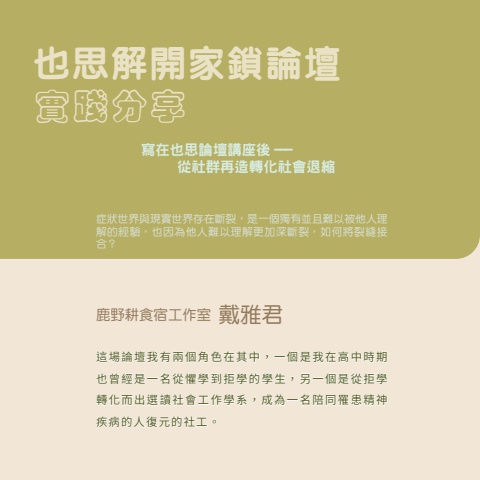 也思解開家鎖論壇
實踐分享
寫在也思論壇講座後 ──
從社群再造轉化社會退縮
症狀世界與現實世界存在斷裂，是一個獨有並且難以被他人理
解的經驗，也因為他人難以理解更加深斷裂，如何將裂縫接
合？
鹿野耕食宿工作室 戴雅君
這場論壇我有兩個角色在其中，一個是我在高中時期
也曾經是一名從懼學到拒學的學生，另一個是從拒學
轉化而出選讀社會工作學系，成為一名陪同罹患精神
疾病的人復元的社工。